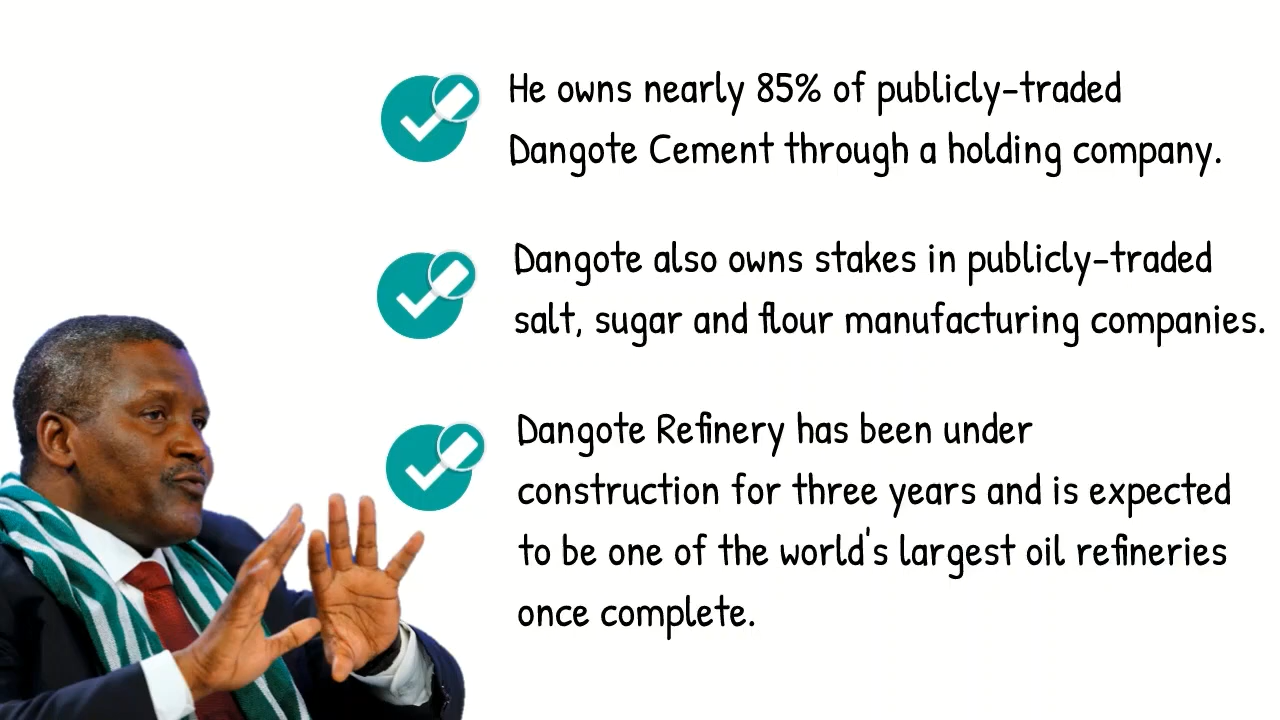 He owns nearly 85% of publicly-traded
Dangote Cement through a holding company.
Dangote also owns stakes in publicly-traded
salt, sugar and flour manufacturing companies.
Dangote Refinery has been under
construction for three years and is expected
to be one of the world's largest oil refineries
once complete.